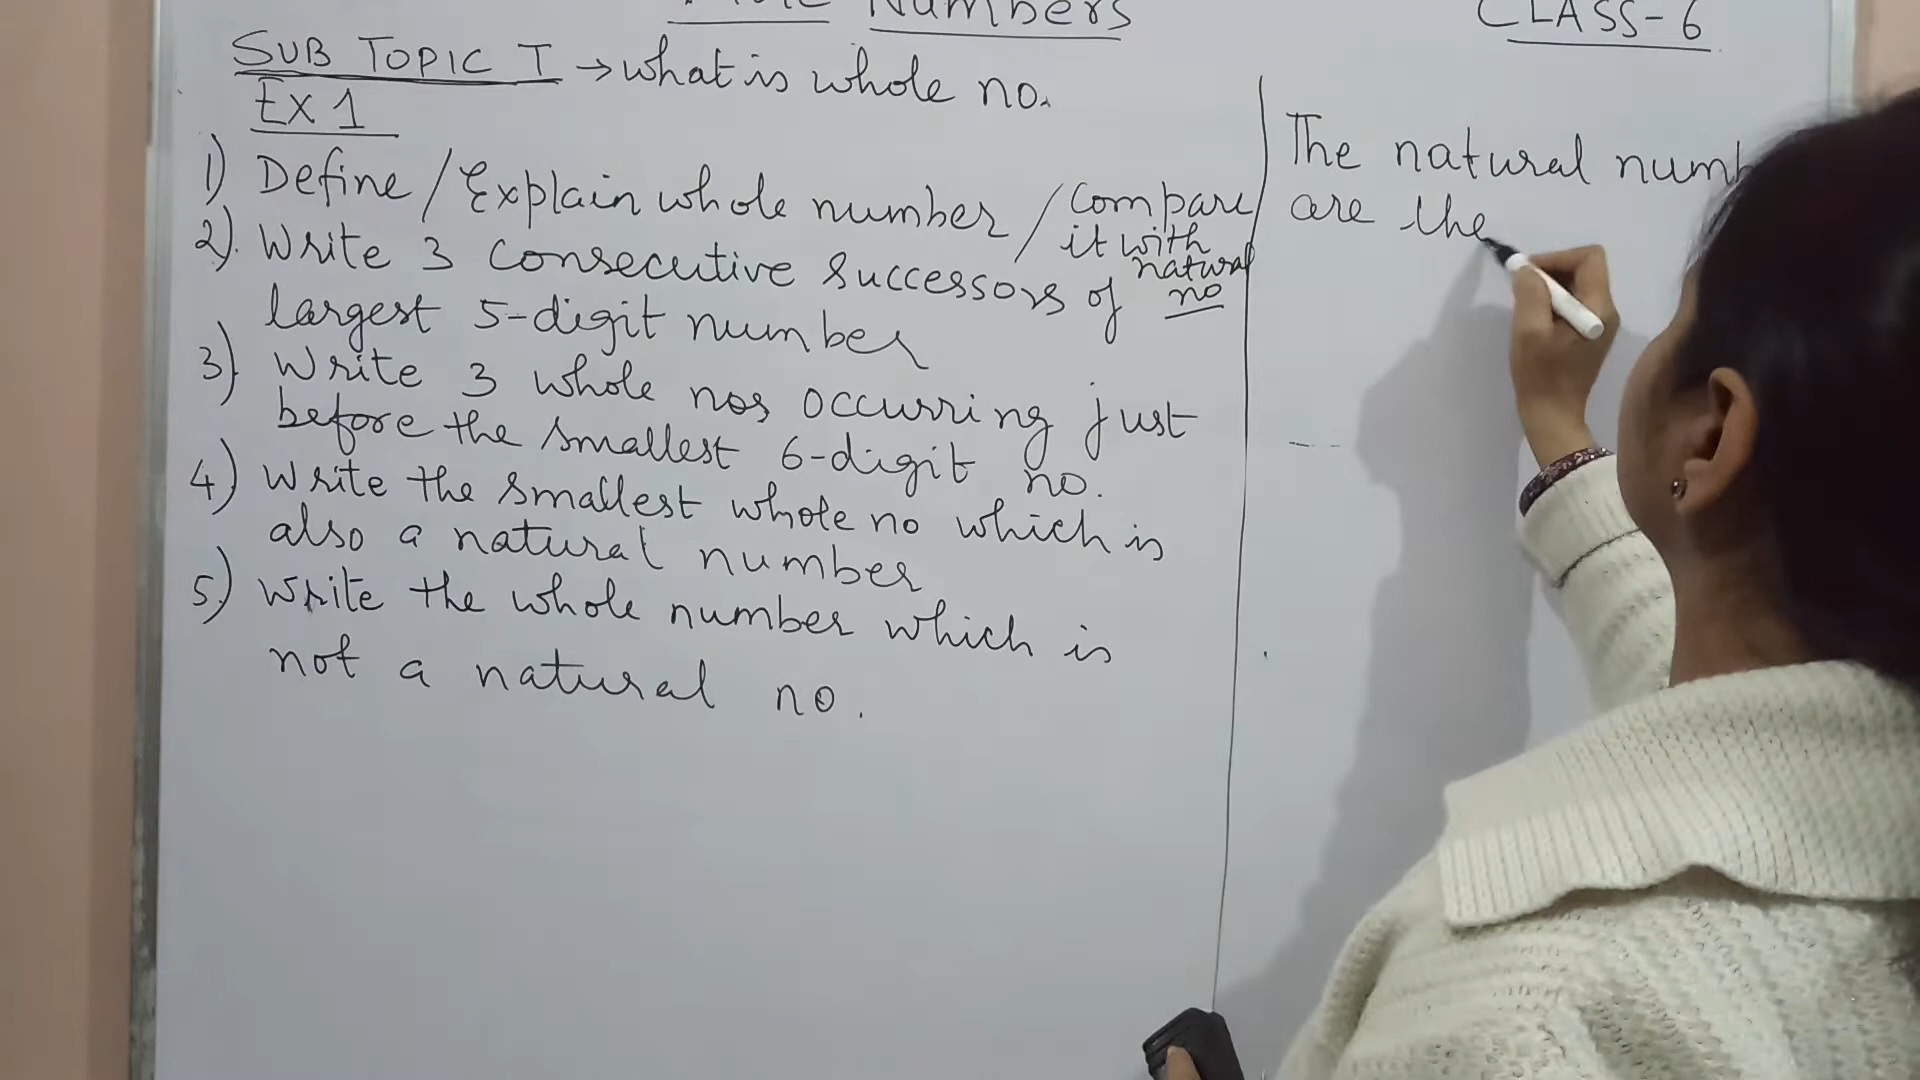 Numbers
CLASS-6
SUB TOPIC I → what is whole no.
Ex 1
1) Define / Explain whole number / compare
it with
natural
no
2). Write 3 consecutive successors of
largest 5-digit number
3) Write 3 whole nos occurring just
before the smallest 6-digit no.
4) Write the smallest whole no which is
also a natural number
5) Write the whole number which is
not a natural no.
The natural numb
are the